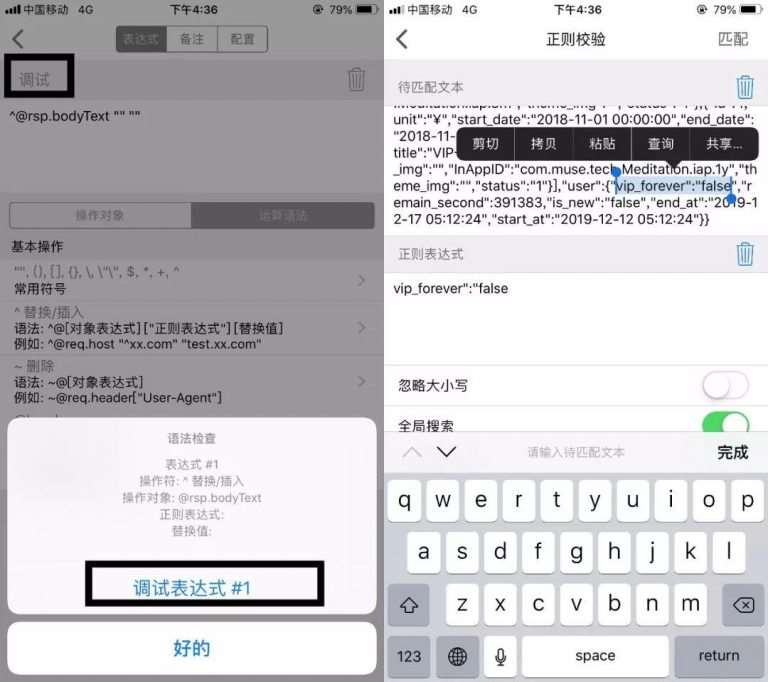 中国移动 4G 下午4:36 79%
表达式 备注 配置
调试
^@rsp.bodyText "" ""
操作对象 运算语法
基本操作
"", (), [], {}, \, \"\", $, *, +, ^
常用符号
^ 替换/插入
语法: ^@[对象表达式]["正则表达式"][替换值]
例如: ^@req.host "^xx.com" "test.xx.com"
~ 删除
语法: ~@[对象表达式]
例如: ~@req.header["User-Agent"]
语法检查
表达式 #1
操作符: ^ 替换/插入
操作对象: @rsp.bodyText
正则表达式:
替换值:
调试表达式 #1
好的
中国移动 4G 下午4:36 79%
正则校验 匹配
待匹配文本
unit":"¥","start_date":"2018-11-01 00:00:00","end_date":
"2018-11-
title":"VIP-
剪切 拷贝 粘贴 查询 共享...
_img":"","InAppID":"com.muse.tech.Meditation.iap.1y","th
eme_img":"","status":"1"}],"user":{"vip_forever":"false","r
emain_second":391383,"is_new":"false","end_at":"2019-1
2-17 05:12:24","start_at":"2019-12-12 05:12:24"}}
正则表达式
vip_forever":"false
忽略大小写
全局搜索
请输入待匹配文本 完成
q w e r t y u i o p
a s d f g h j k l
z x c v b n m
123 space return